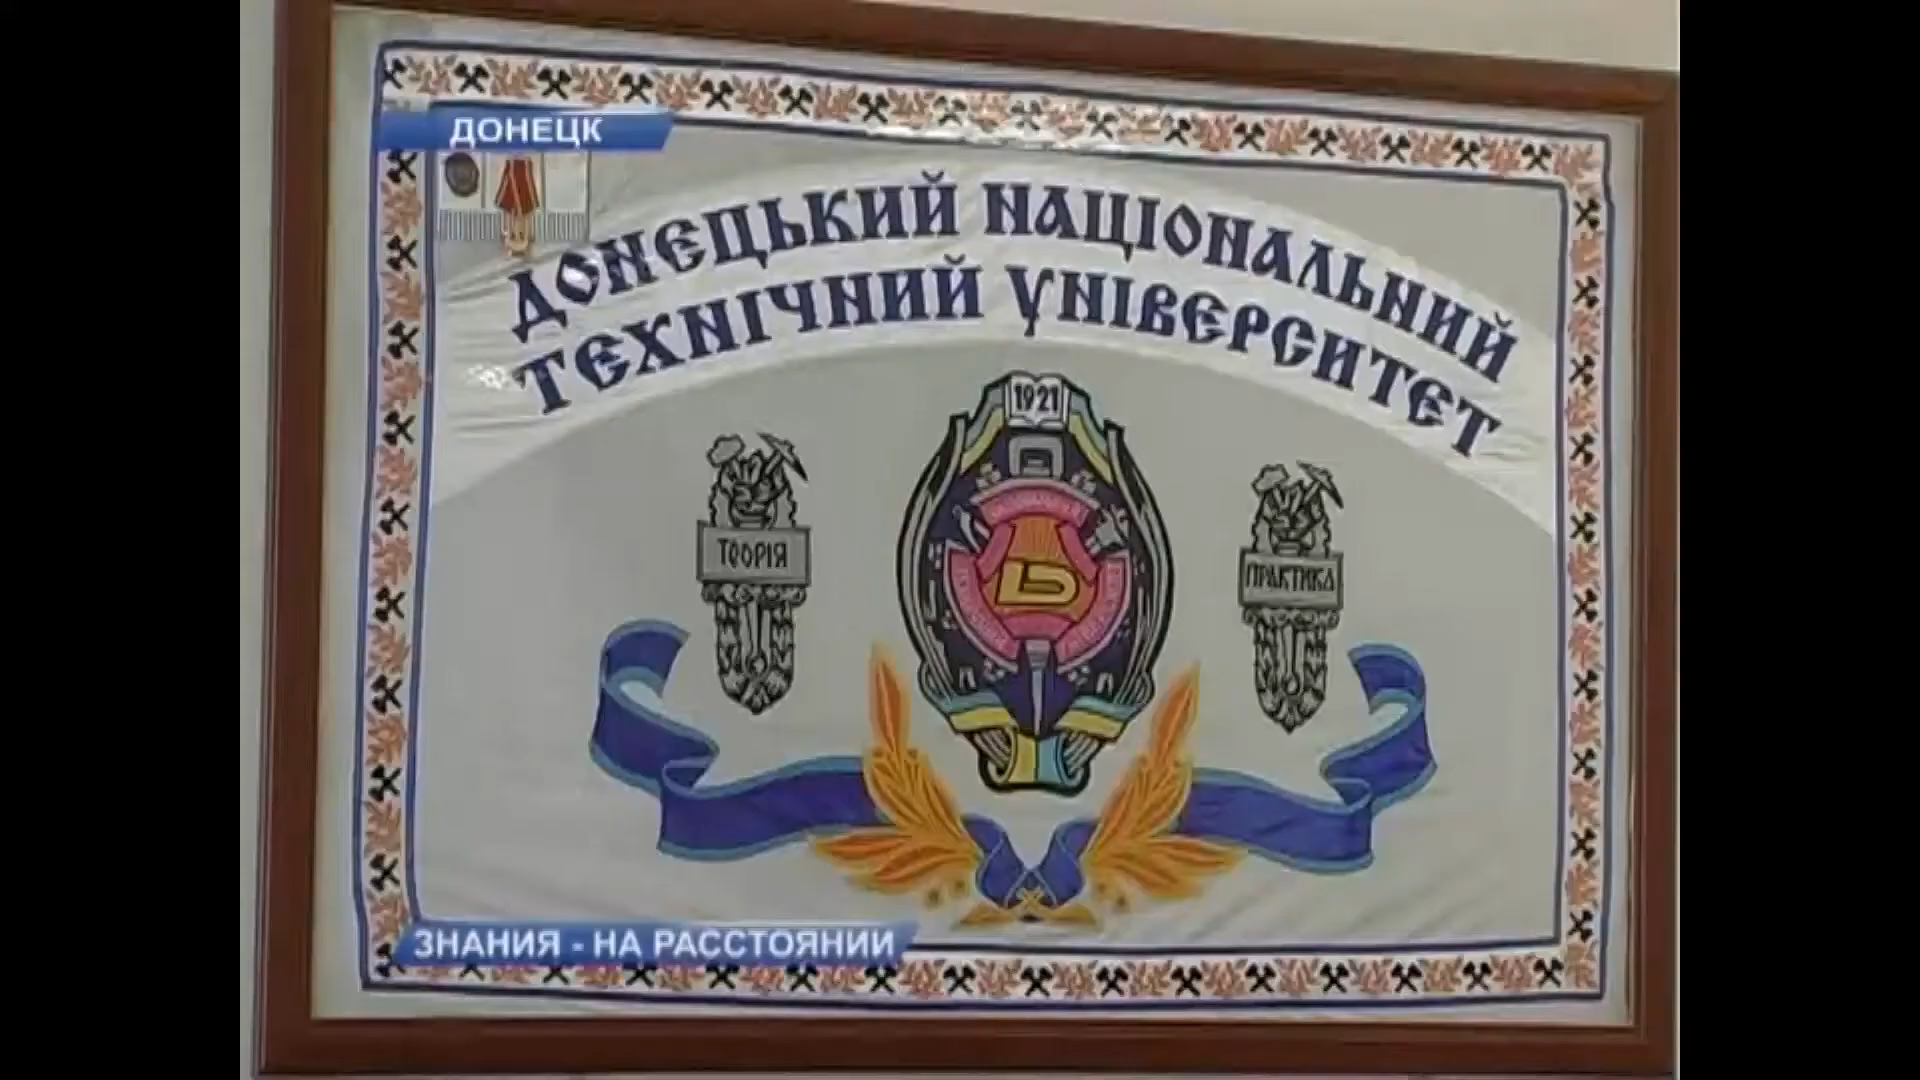 ДОНЕЦК
ДОНЕЦЬКИЙ НАЦІОНАЛЬНИЙ
ТЕХНІЧНИЙ УНІВЕРСИТЕТ
1921
ТЕОРІЯ
ПРАКТИКА
ЗНАНИЯ - НА РАССТОЯНИИ